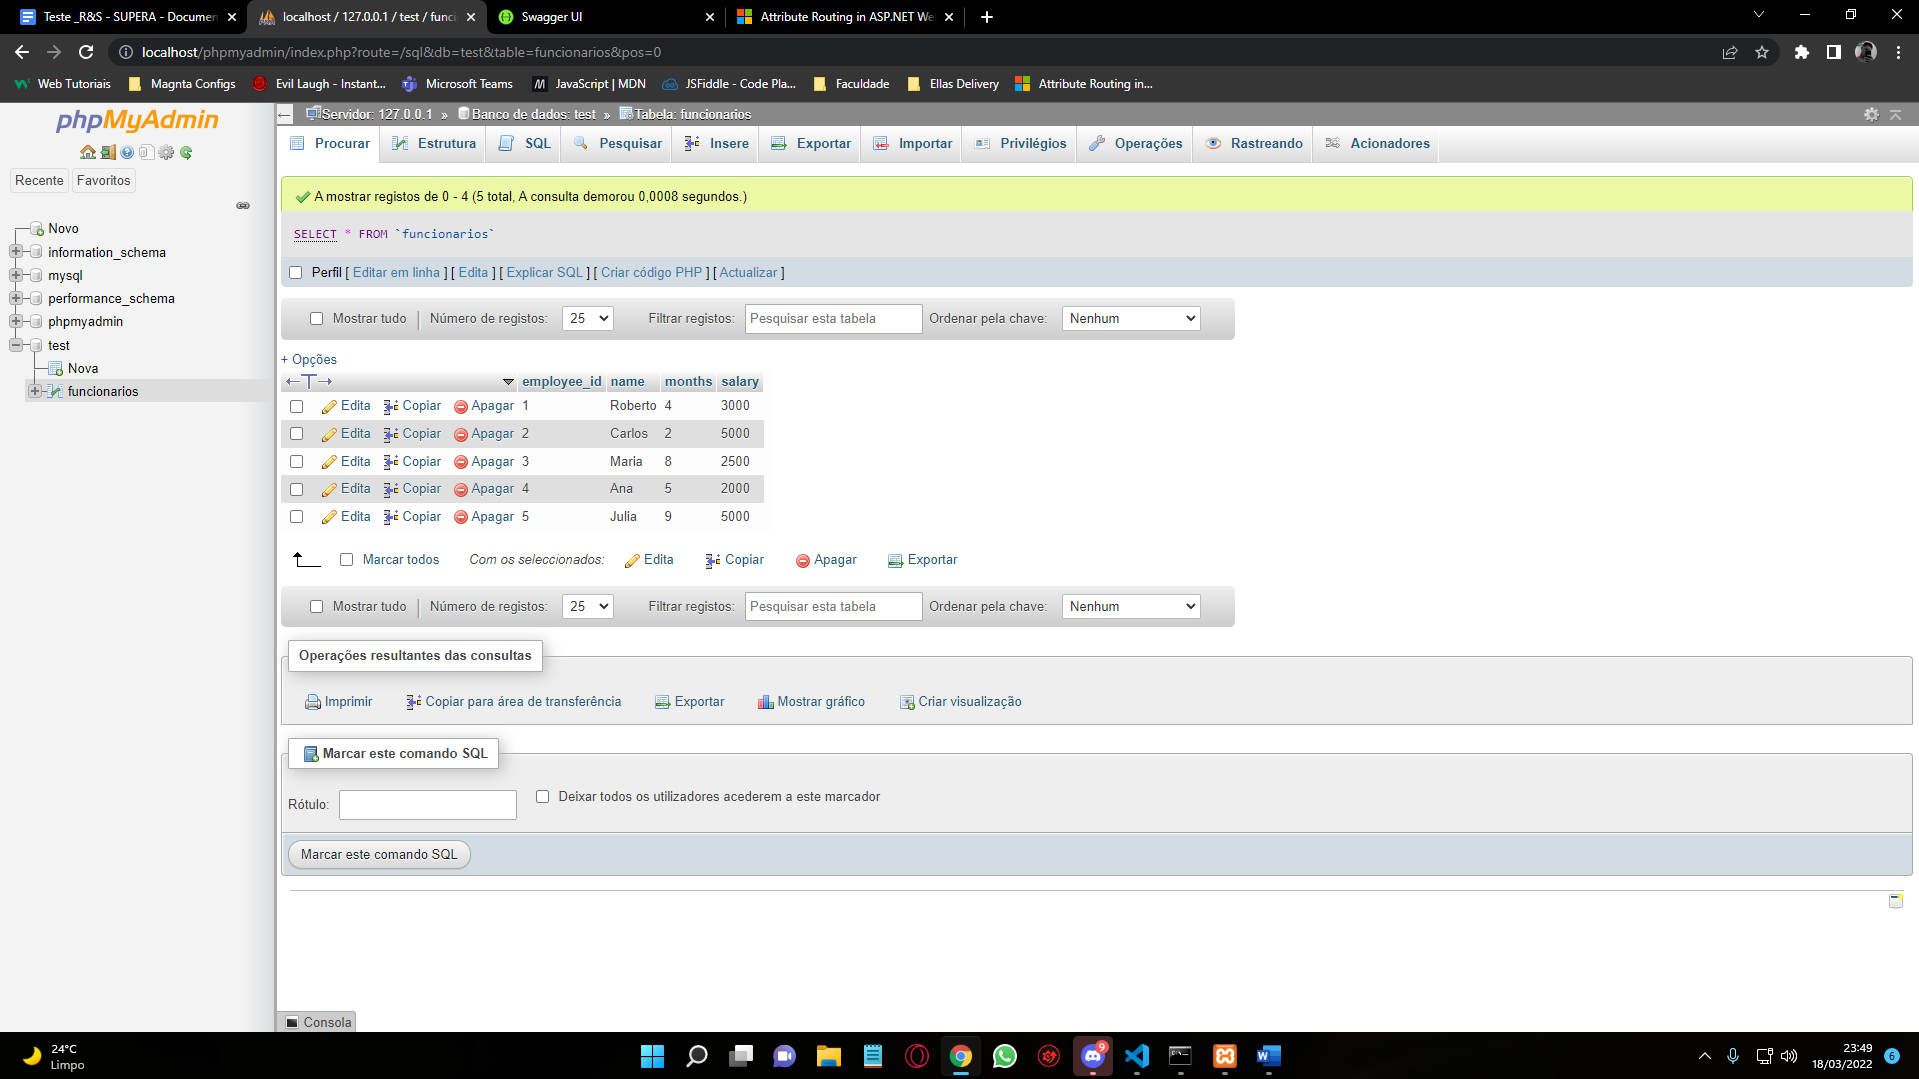 Teste _R&S - SUPERA - Documen
localhost / 127.0.0.1 / test / funci
Swagger UI
Attribute Routing in ASP.NET We
localhost/phpmyadmin/index.php?route=/sql&db=test&table=funcionarios&pos=0
Web Tutoriais
Magnta Configs
Evil Laugh - Instant...
Microsoft Teams
JavaScript | MDN
JSFiddle - Code Pla...
Faculdade
Ellas Delivery
Attribute Routing in...
phpMyAdmin
Recente
Favoritos
Novo
information_schema
mysql
performance_schema
phpmyadmin
test
Nova
funcionarios
Servidor: 127.0.0.1 » Banco de dados: test » Tabela: funcionarios
Procurar
Estrutura
SQL
Pesquisar
Insere
Exportar
Importar
Privilégios
Operações
Rastreando
Acionadores
A mostrar registos de 0 - 4 (5 total, A consulta demorou 0,0008 segundos.)
SELECT * FROM `funcionarios`
Perfil [ Editar em linha ] [ Edita ] [ Explicar SQL ] [ Criar código PHP ] [ Actualizar ]
Mostrar tudo | Número de registos: 25 Filtrar registos: Pesquisar esta tabela Ordenar pela chave: Nenhum
+ Opções
employee_id name months salary
Edita Copiar Apagar 1 Roberto 4 3000
Edita Copiar Apagar 2 Carlos 2 5000
Edita Copiar Apagar 3 Maria 8 2500
Edita Copiar Apagar 4 Ana 5 2000
Edita Copiar Apagar 5 Julia 9 5000
Marcar todos Com os seleccionados: Edita Copiar Apagar Exportar
Mostrar tudo | Número de registos: 25 Filtrar registos: Pesquisar esta tabela Ordenar pela chave: Nenhum
Operações resultantes das consultas
Imprimir Copiar para área de transferência Exportar Mostrar gráfico Criar visualização
Marcar este comando SQL
Rótulo: Deixar todos os utilizadores acederem a este marcador
Marcar este comando SQL
Consola
24°C
Limpo
9
23:49
18/03/2022
6